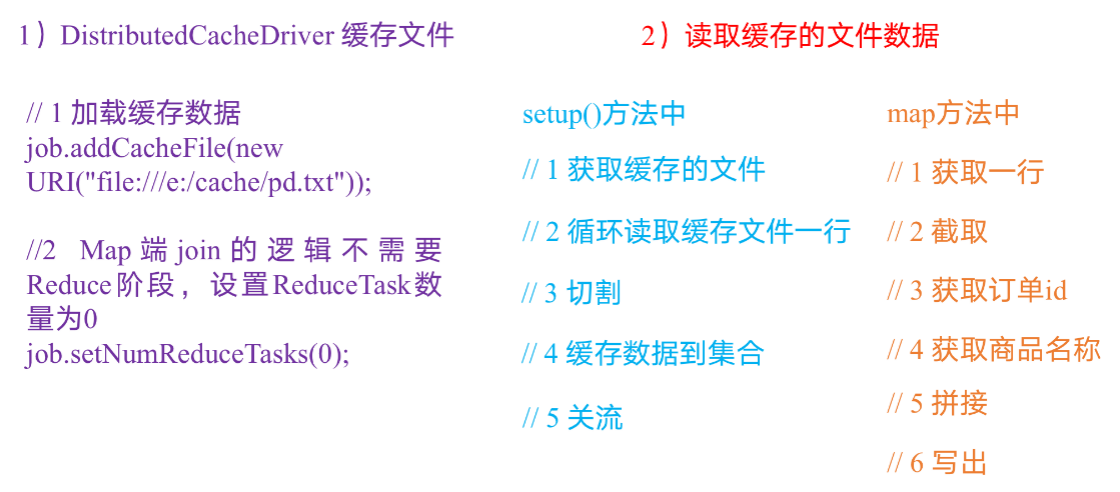 1）DistributedCacheDriver 缓存文件
// 1 加载缓存数据
job.addCacheFile(new
URI("file:///e:/cache/pd.txt"));
//2 Map 端 join 的逻辑不需要
Reduce阶段，设置ReduceTask数
量为0
job.setNumReduceTasks(0);
2）读取缓存的文件数据
setup()方法中
// 1 获取缓存的文件
// 2 循环读取缓存文件一行
// 3 切割
// 4 缓存数据到集合
// 5 关流
map方法中
// 1 获取一行
// 2 截取
// 3 获取订单id
// 4 获取商品名称
// 5 拼接
// 6 写出